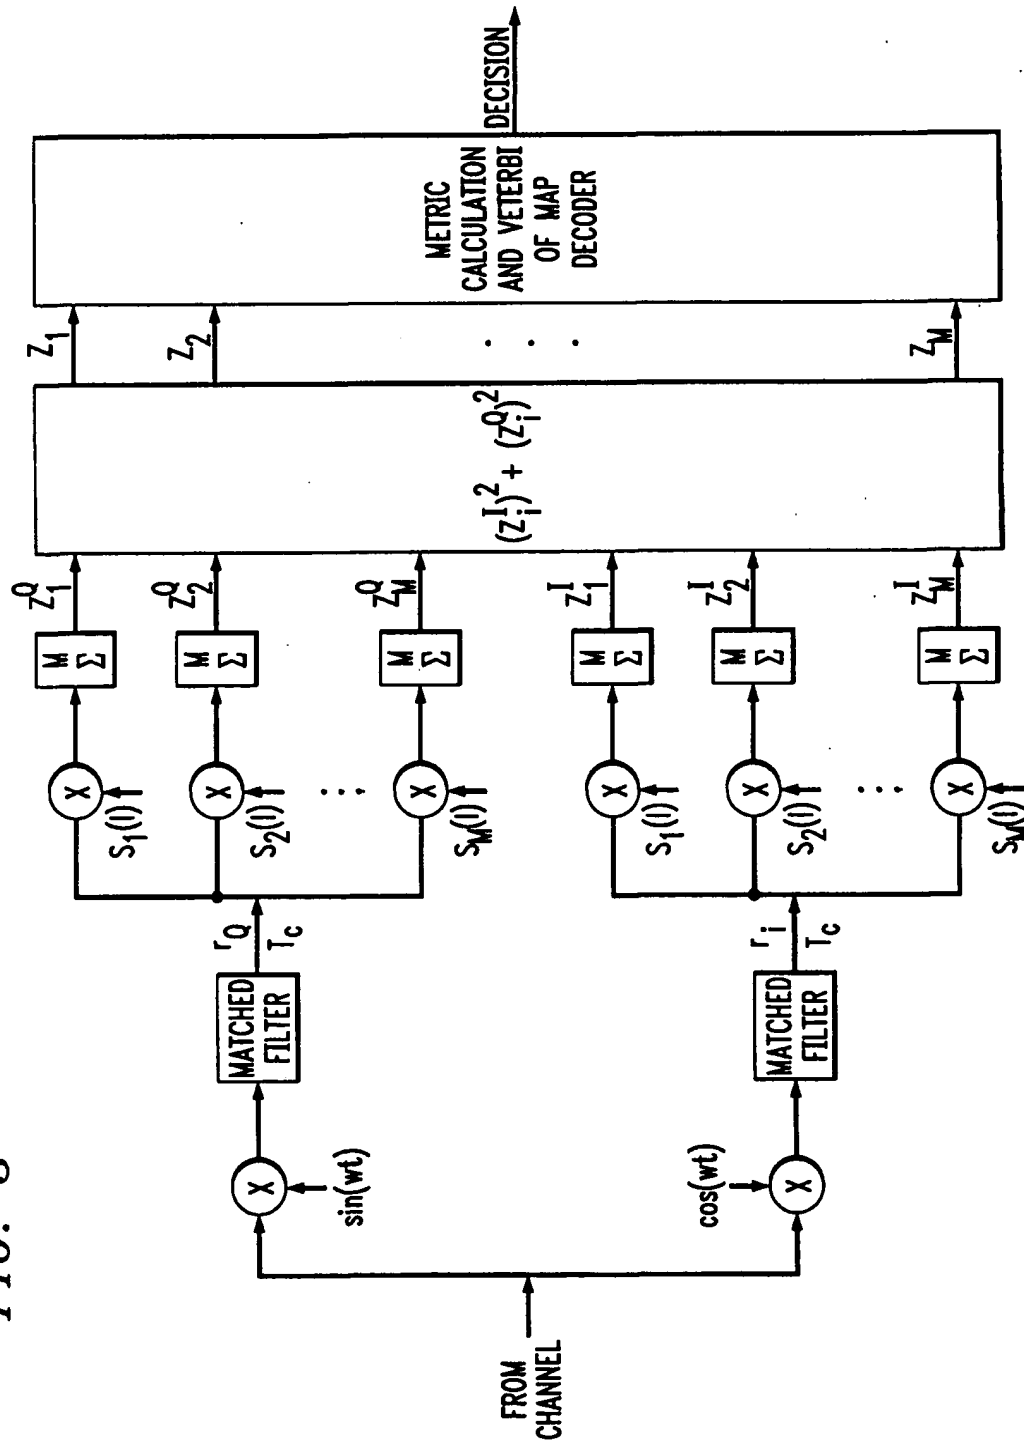 FROM
CHANNEL
X
sin(wt)
MATCHED
FILTER
r_Q
T_c
S_1(l)
X
S_2(l)
X
. . .
S_M(l)
X
M
Σ
M
Σ
M
Σ
Z_1^Q
Z_2^Q
Z_M^Q
cos(wt)
X
MATCHED
FILTER
r_i
T_c
S_1(l)
X
S_2(l)
X
. . .
S_M(l)
X
M
Σ
M
Σ
M
Σ
Z_1^I
Z_2^I
Z_M^I
(Z_i^I)^2 + (Z_i^Q)^2
Z_1
Z_2
. . .
Z_M
METRIC
CALCULATION
AND VETERBI
OF MAP
DECODER
DECISION